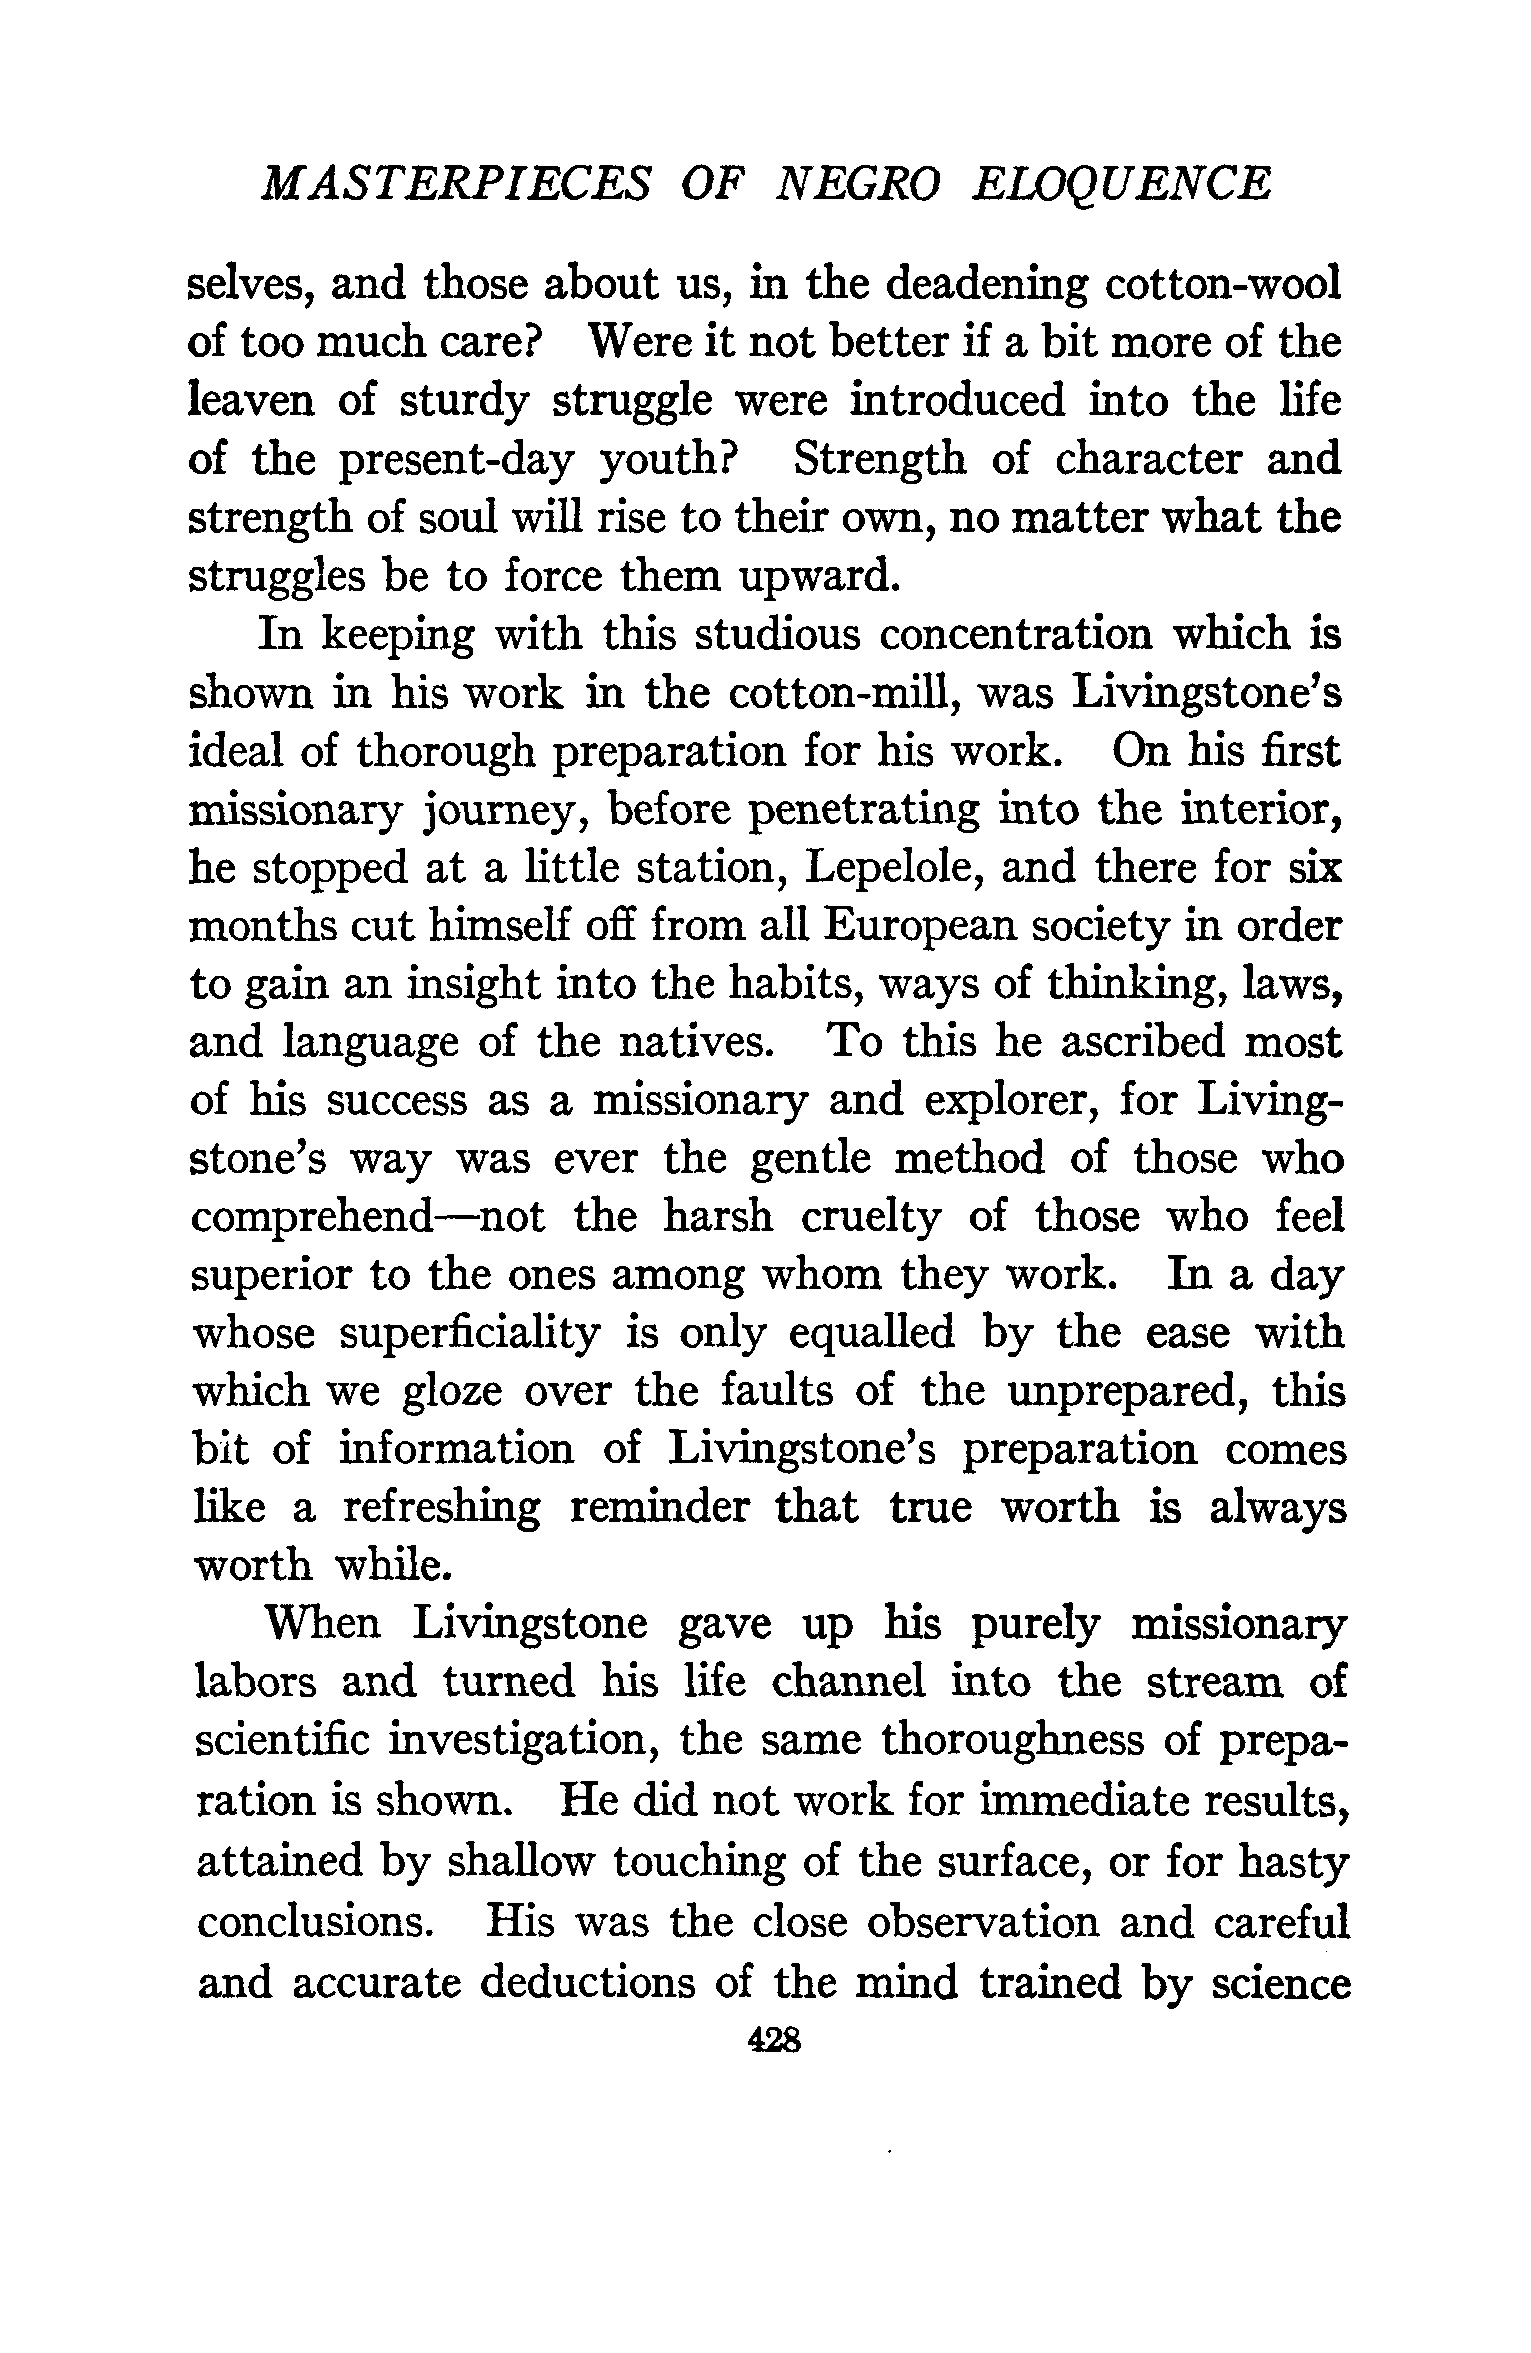 MASTERPIECES OF NEGRO ELOQUENCE
selves, and those about us, in the deadening cotton-wool
of too much care? Were it not better if a bit more of the
leaven of sturdy struggle were introduced into the life
of the present-day youth? Strength of character and
strength of soul will rise to their own, no matter what the
struggles be to force them upward.
In keeping with this studious concentration which is
shown in his work in the cotton-mill, was Livingstone's
ideal of thorough preparation for his work. On his first
missionary journey, before penetrating into the interior,
he stopped at a little station, Lepelole, and there for six
months cut himself off from all European society in order
to gain an insight into the habits, ways of thinking, laws,
and language of the natives. To this he ascribed most
of his success as a missionary and explorer, for Living-
stone's way was ever the gentle method of those who
comprehend—not the harsh cruelty of those who feel
superior to the ones among whom they work. In a day
whose superficiality is only equalled by the ease with
which we gloze over the faults of the unprepared, this
bit of information of Livingstone's preparation comes
like a refreshing reminder that true worth is always
worth while.
When Livingstone gave up his purely missionary
labors and turned his life channel into the stream of
scientific investigation, the same thoroughness of prepa-
ration is shown. He did not work for immediate results,
attained by shallow touching of the surface, or for hasty
conclusions. His was the close observation and careful
and accurate deductions of the mind trained by science
428